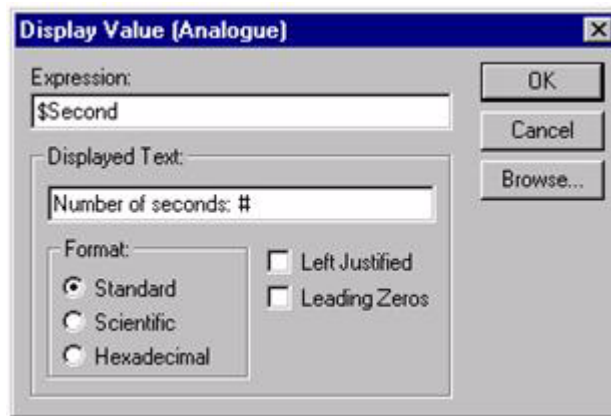 Display Value (Analogue)
Expression:
$Second
Displayed Text:
Number of seconds: #
Format:
Standard
Scientific
Hexadecimal
Left Justified
Leading Zeros
OK
Cancel
Browse...